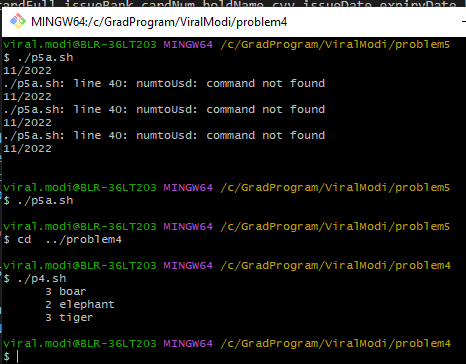 cardFull issueBank cardNum holdName cvv issueDate expiryDate
MINGW64:/c/GradProgram/ViralModi/problem4
viral.modi@BLR-36LT203 MINGW64 /c/GradProgram/ViralModi/problem5
$ ./p5a.sh
11/2022
./p5a.sh: line 40: numtoUsd: command not found
11/2022
./p5a.sh: line 40: numtoUsd: command not found
11/2022
./p5a.sh: line 40: numtoUsd: command not found
11/2022
viral.modi@BLR-36LT203 MINGW64 /c/GradProgram/ViralModi/problem5
$ ./p5a.sh
viral.modi@BLR-36LT203 MINGW64 /c/GradProgram/ViralModi/problem5
$ cd  ../problem4
viral.modi@BLR-36LT203 MINGW64 /c/GradProgram/ViralModi/problem4
$ ./p4.sh
3 boar
2 elephant
3 tiger
viral.modi@BLR-36LT203 MINGW64 /c/GradProgram/ViralModi/problem4
$